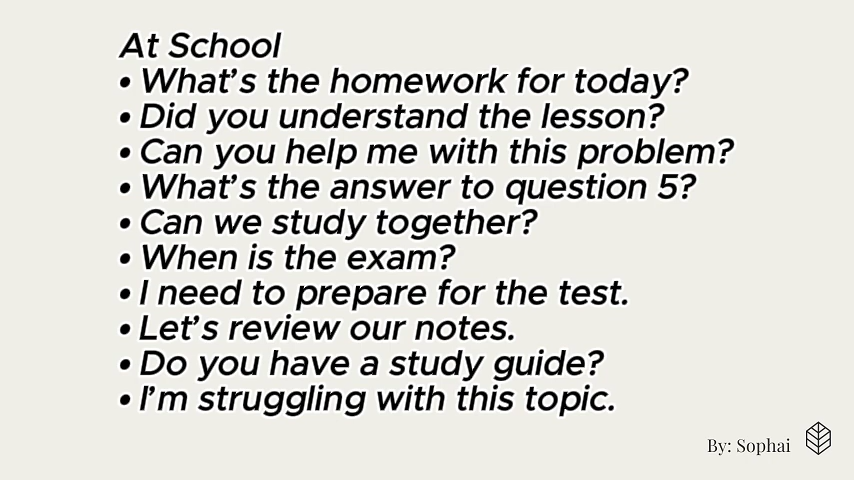 At School
• What’s the homework for today?
• Did you understand the lesson?
• Can you help me with this problem?
• What’s the answer to question 5?
• Can we study together?
• When is the exam?
• I need to prepare for the test.
• Let’s review our notes.
• Do you have a study guide?
• I’m struggling with this topic.
By: Sophai